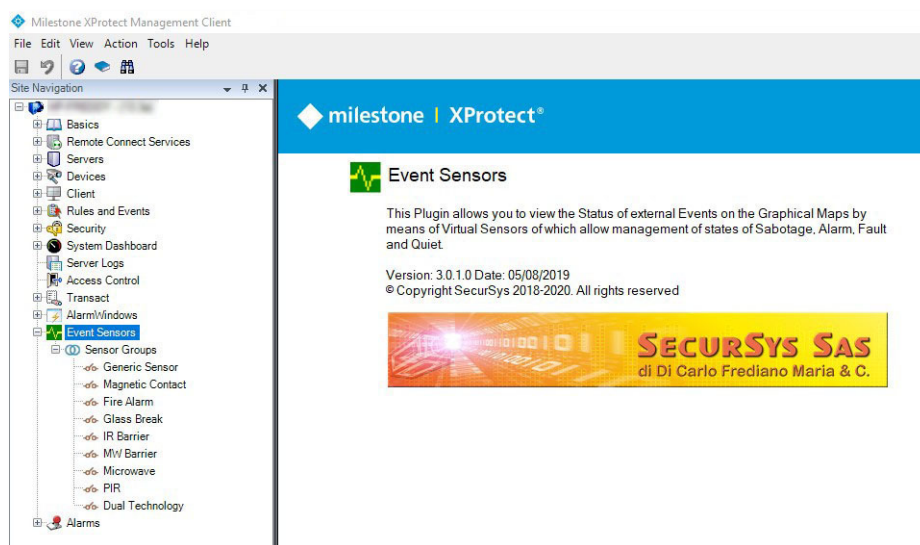 Milestone XProtect Management Client
File Edit View Action Tools Help
Site Navigation
Basics
Remote Connect Services
Servers
Devices
Client
Rules and Events
Security
System Dashboard
Server Logs
Access Control
Transact
AlarmWindows
Event Sensors
Sensor Groups
Generic Sensor
Magnetic Contact
Fire Alarm
Glass Break
IR Barrier
MW Barrier
Microwave
PIR
Dual Technology
Alarms
milestone | XProtect®
Event Sensors
This Plugin allows you to view the Status of external Events on the Graphical Maps by
means of Virtual Sensors of which allow management of states of Sabotage, Alarm, Fault
and Quiet.
Version: 3.0.1.0 Date: 05/08/2019
© Copyright SecurSys 2018-2020. All rights reserved
SECURSYS SAS
di Di Carlo Frediano Maria & C.